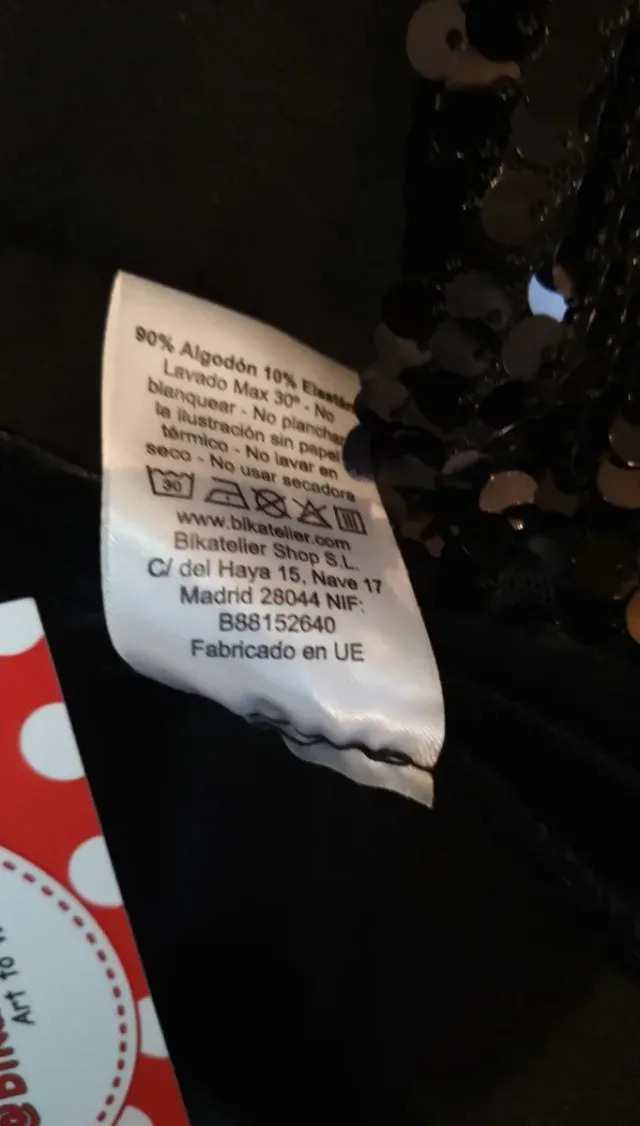 90% Algodón 10% Elastán
Lavado Max 30º - No
blanquear - No planchar
la ilustración sin papel
térmico - No lavar en
seco - No usar secadora
30
www.bikatelier.com
Bikatelier Shop S.L.
C/ del Haya 15, Nave 17
Madrid 28044 NIF:
B88152640
Fabricado en UE
Art to